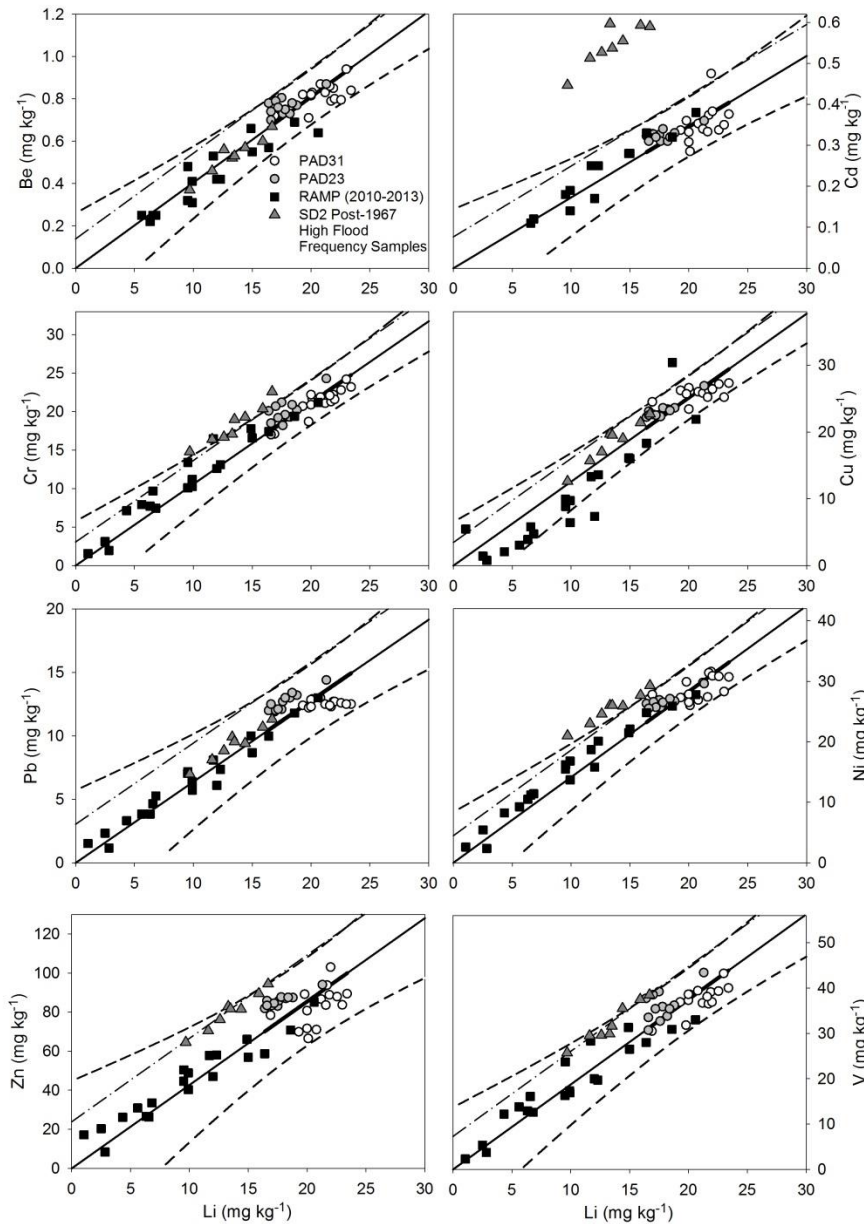 1.2
1.0
0.8
0.6
0.4
0.2
0.0
Be (mg kg⁻¹)
0 5 10 15 20 25 30
PAD31
PAD23
RAMP (2010-2013)
SD2 Post-1967
High Flood
Frequency Samples
0.6
0.5
0.4
0.3
0.2
0.1
0.0
Cd (mg kg⁻¹)
0 5 10 15 20 25 30
30
25
20
15
10
5
0
Cr (mg kg⁻¹)
0 5 10 15 20 25 30
30
20
10
0
Cu (mg kg⁻¹)
0 5 10 15 20 25 30
20
15
10
5
0
Pb (mg kg⁻¹)
0 5 10 15 20 25 30
40
30
20
10
0
Ni (mg kg⁻¹)
0 5 10 15 20 25 30
120
100
80
60
40
20
0
Zn (mg kg⁻¹)
0 5 10 15 20 25 30
Li (mg kg⁻¹)
50
40
30
20
10
0
V (mg kg⁻¹)
0 5 10 15 20 25 30
Li (mg kg⁻¹)